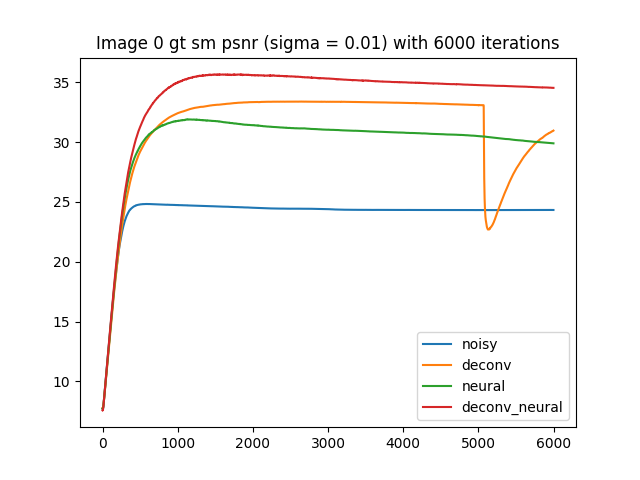 Image 0 gt sm psnr (sigma = 0.01) with 6000 iterations
35
30
25
20
15
10
0 1000 2000 3000 4000 5000 6000
noisy
deconv
neural
deconv_neural